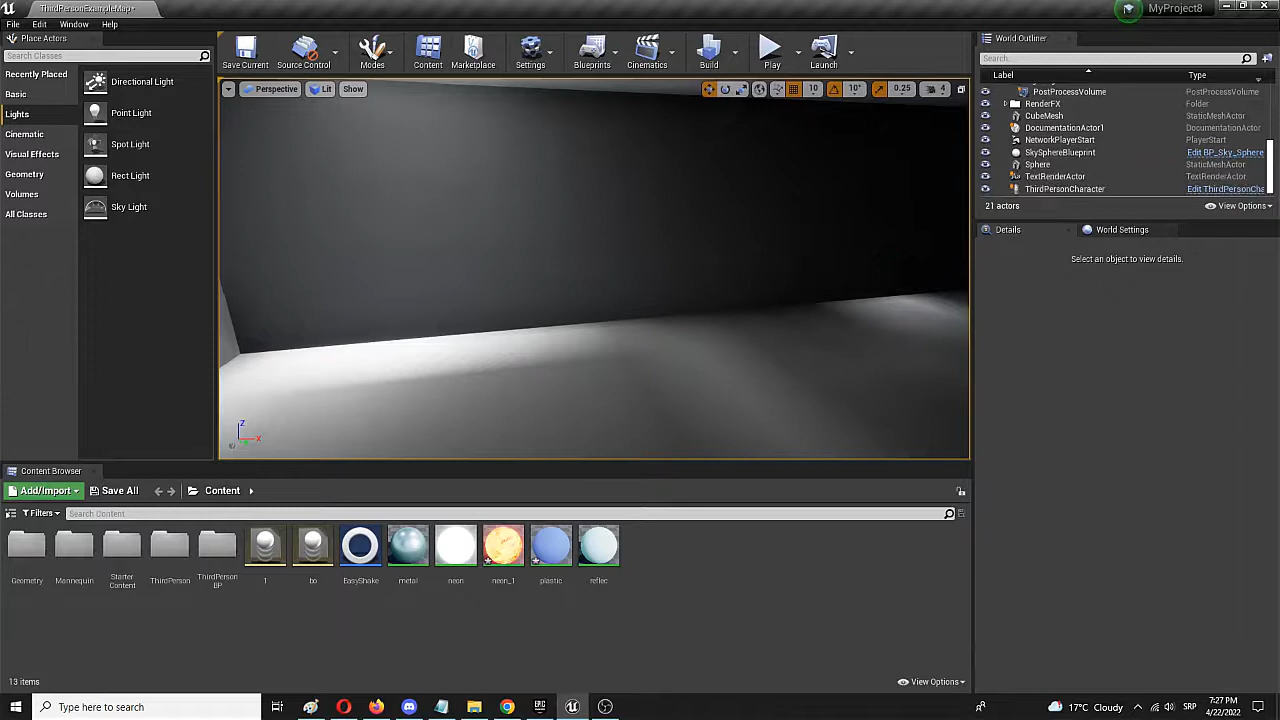 ThirdPersonExampleMap*
MyProject8
File Edit Window Help
Place Actors
Search Classes
Recently Placed
Basic
Lights
Cinematic
Visual Effects
Geometry
Volumes
All Classes
Directional Light
Point Light
Spot Light
Rect Light
Sky Light
Save Current
Source Control
Modes
Content
Marketplace
Settings
Blueprints
Cinematics
Build
Play
Launch
Perspective
Lit
Show
10
10°
0.25
4
Z
X
World Outliner
Search...
Label Type
PostProcessVolume PostProcessVolume
RenderFX Folder
CubeMesh StaticMeshActor
DocumentationActor1 DocumentationActor
NetworkPlayerStart PlayerStart
SkySphereBlueprint Edit BP_Sky_Sphere
Sphere StaticMeshActor
TextRenderActor TextRenderActor
ThirdPersonCharacter Edit ThirdPersonCha
21 actors
View Options
Details
World Settings
Select an object to view details.
Content Browser
Add/Import
Save All
Content
Filters
Search Content
Geometry
Mannequin
Starter
Content
ThirdPerson
ThirdPerson
BP
1
bo
EasyShake
metal
neon
neon_1
plastic
reflec
13 items
View Options
Type here to search
EPIC
17°C Cloudy
SRP
7:27 PM
4/22/2022